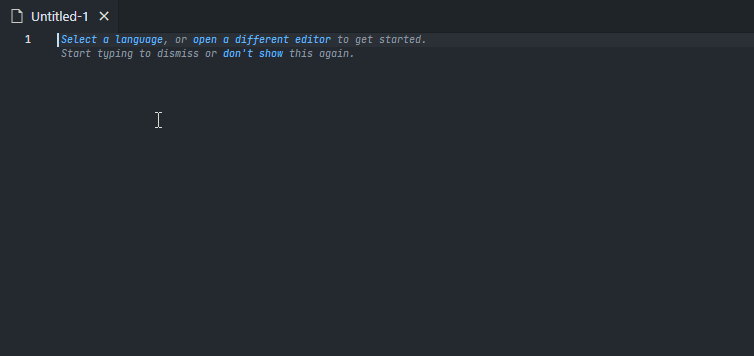 Untitled-1
1 Select a language, or open a different editor to get started.
Start typing to dismiss or don't show this again.